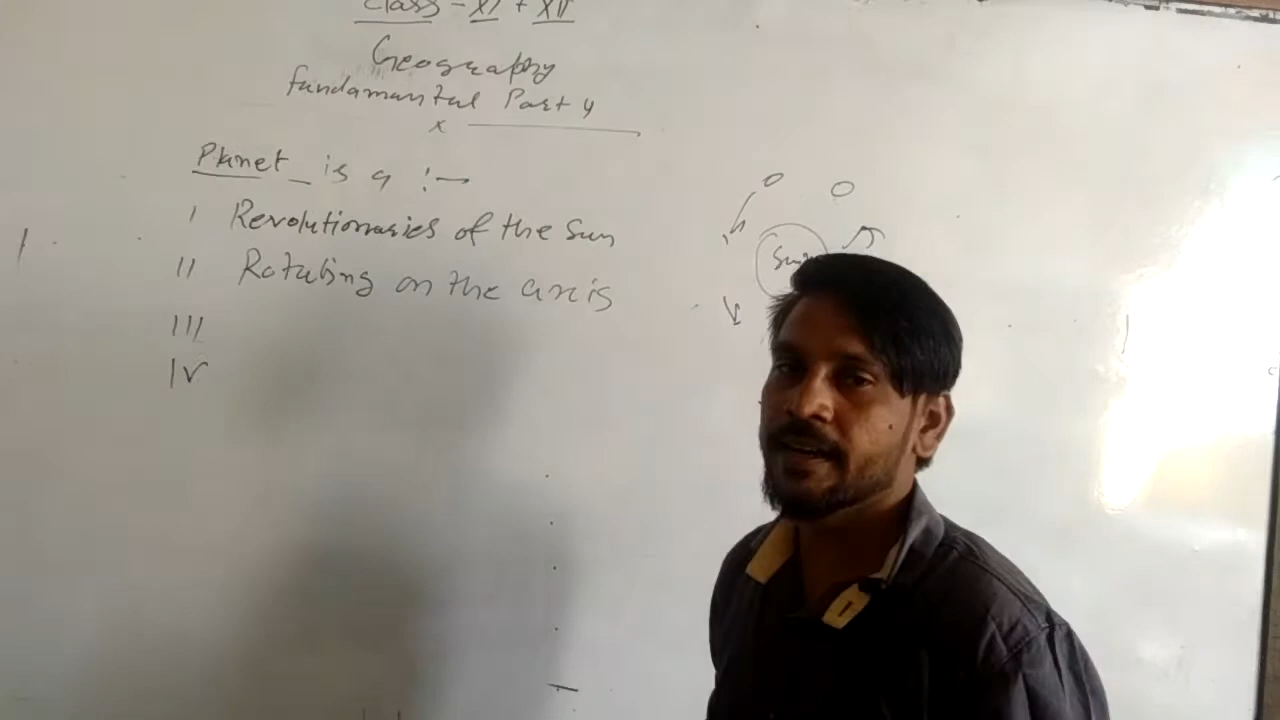 Class - XI + XII
Geography
fundamental Part 4
x
Planet is a :-
I Revolutionaries of the Sun
II Rotating on the axis
III
IV
Sun